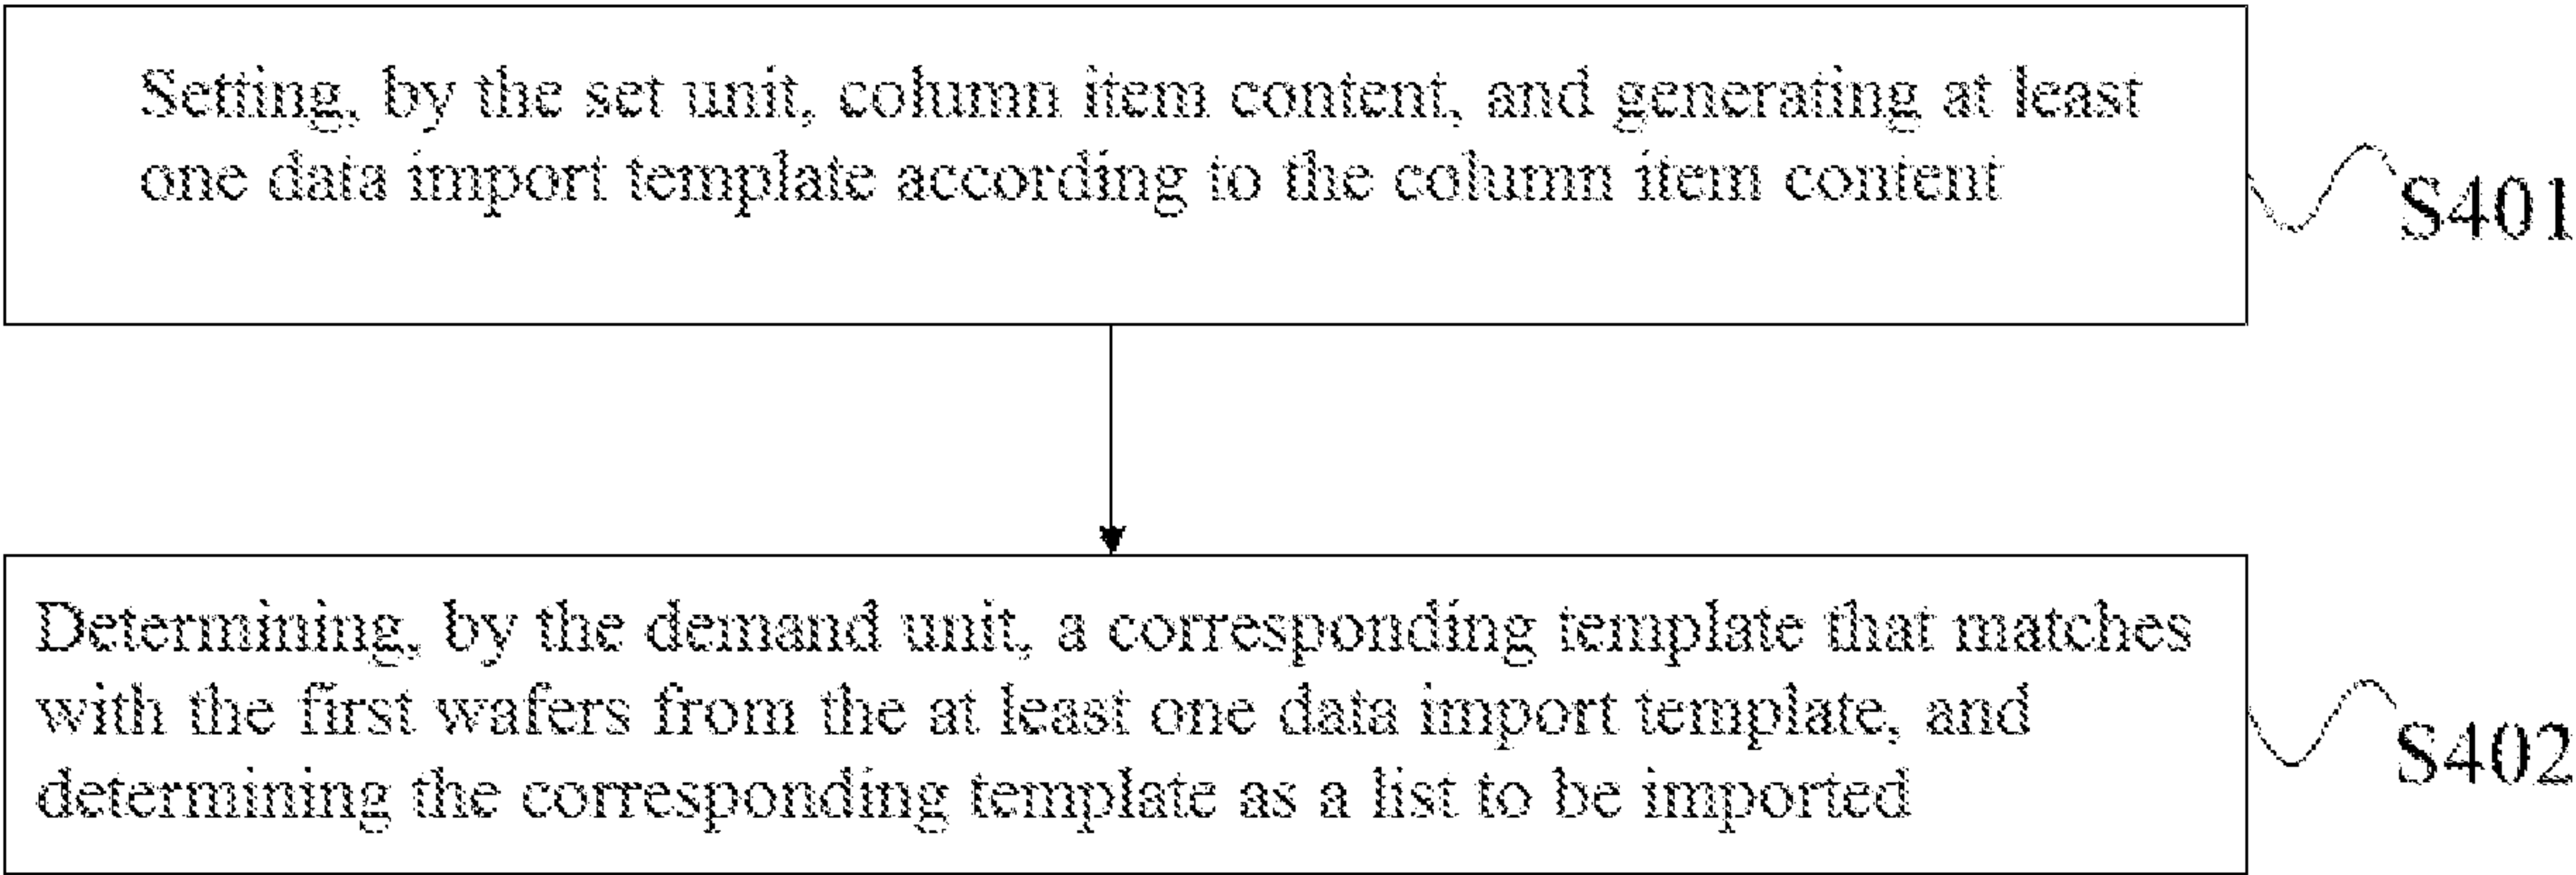 Setting, by the set unit, column item content, and generating at least
one data import template according to the column item content
S401
Determining, by the demand unit, a corresponding template that matches
with the first wafers from the at least one data import template, and
determining the corresponding template as a list to be imported
S402